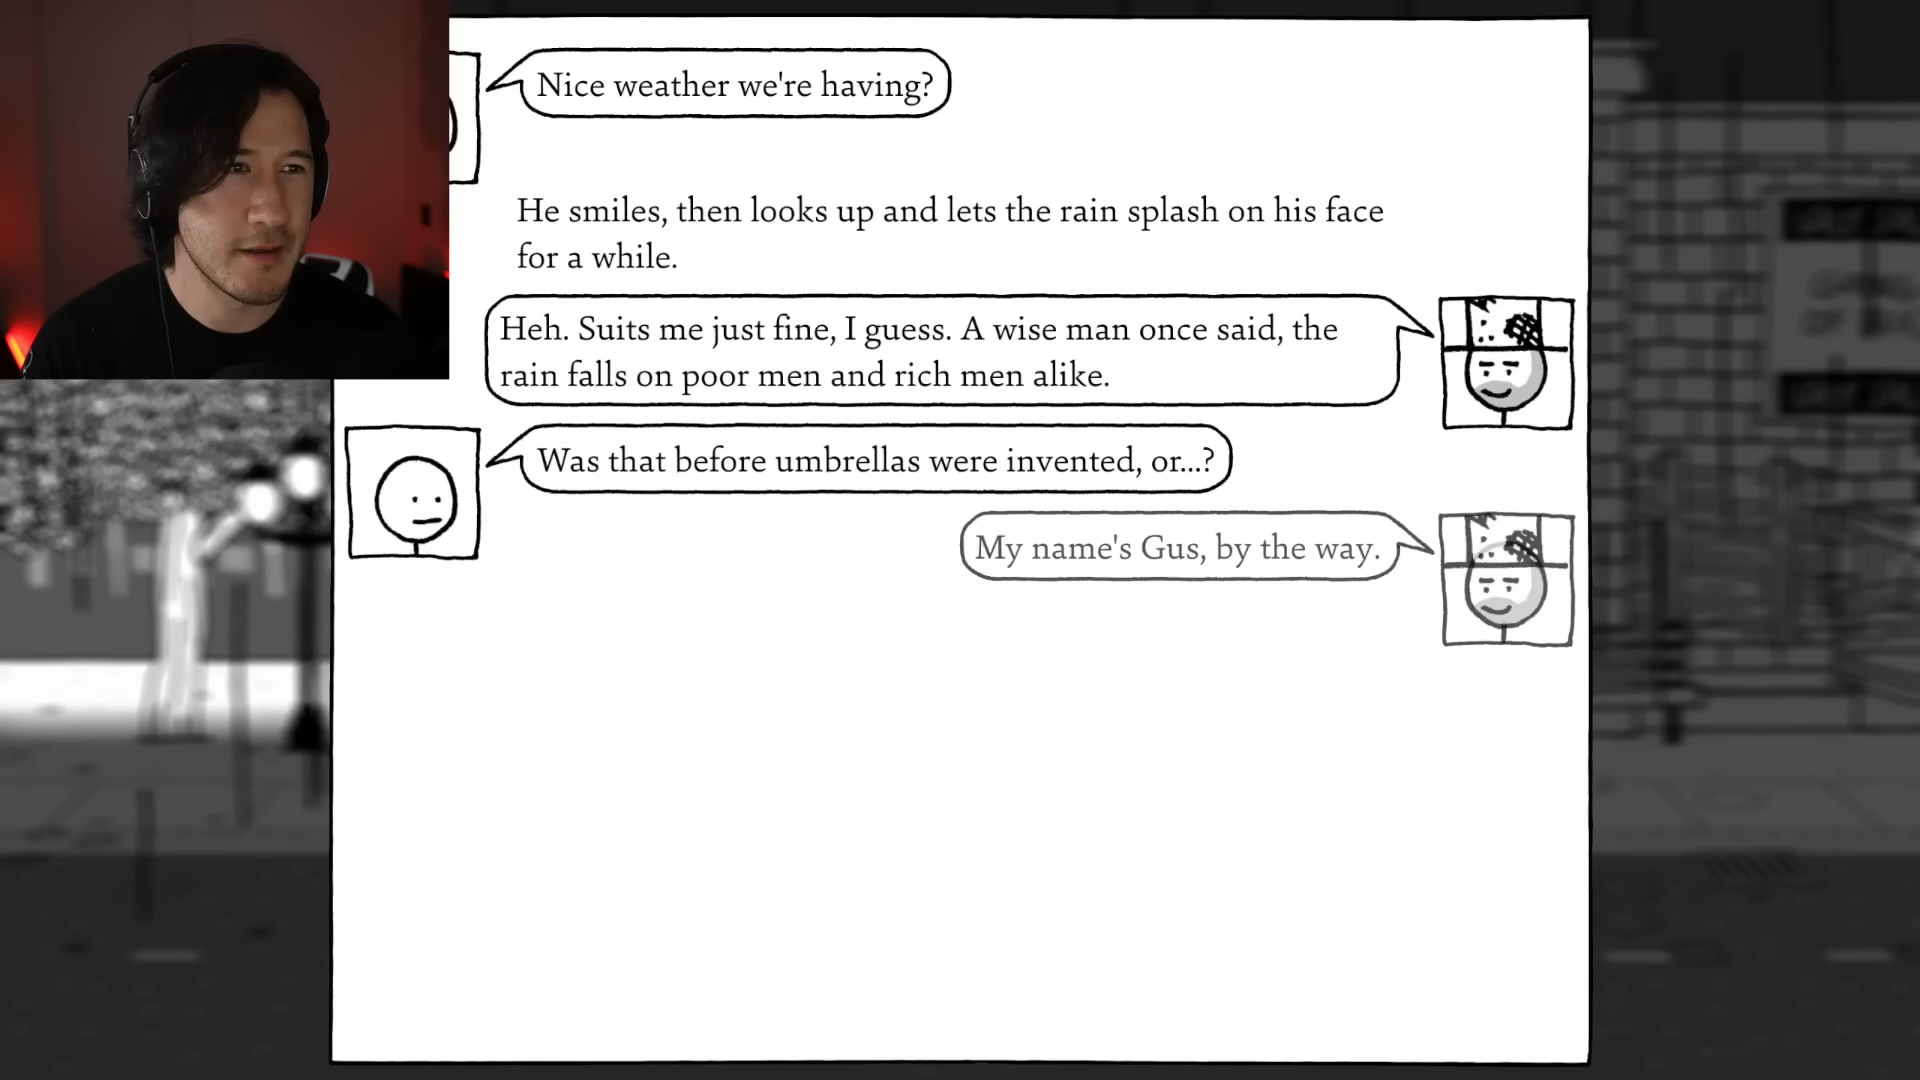 Nice weather we're having?
He smiles, then looks up and lets the rain splash on his face
for a while.
Heh. Suits me just fine, I guess. A wise man once said, the
rain falls on poor men and rich men alike.
Was that before umbrellas were invented, or...?
My name's Gus, by the way.